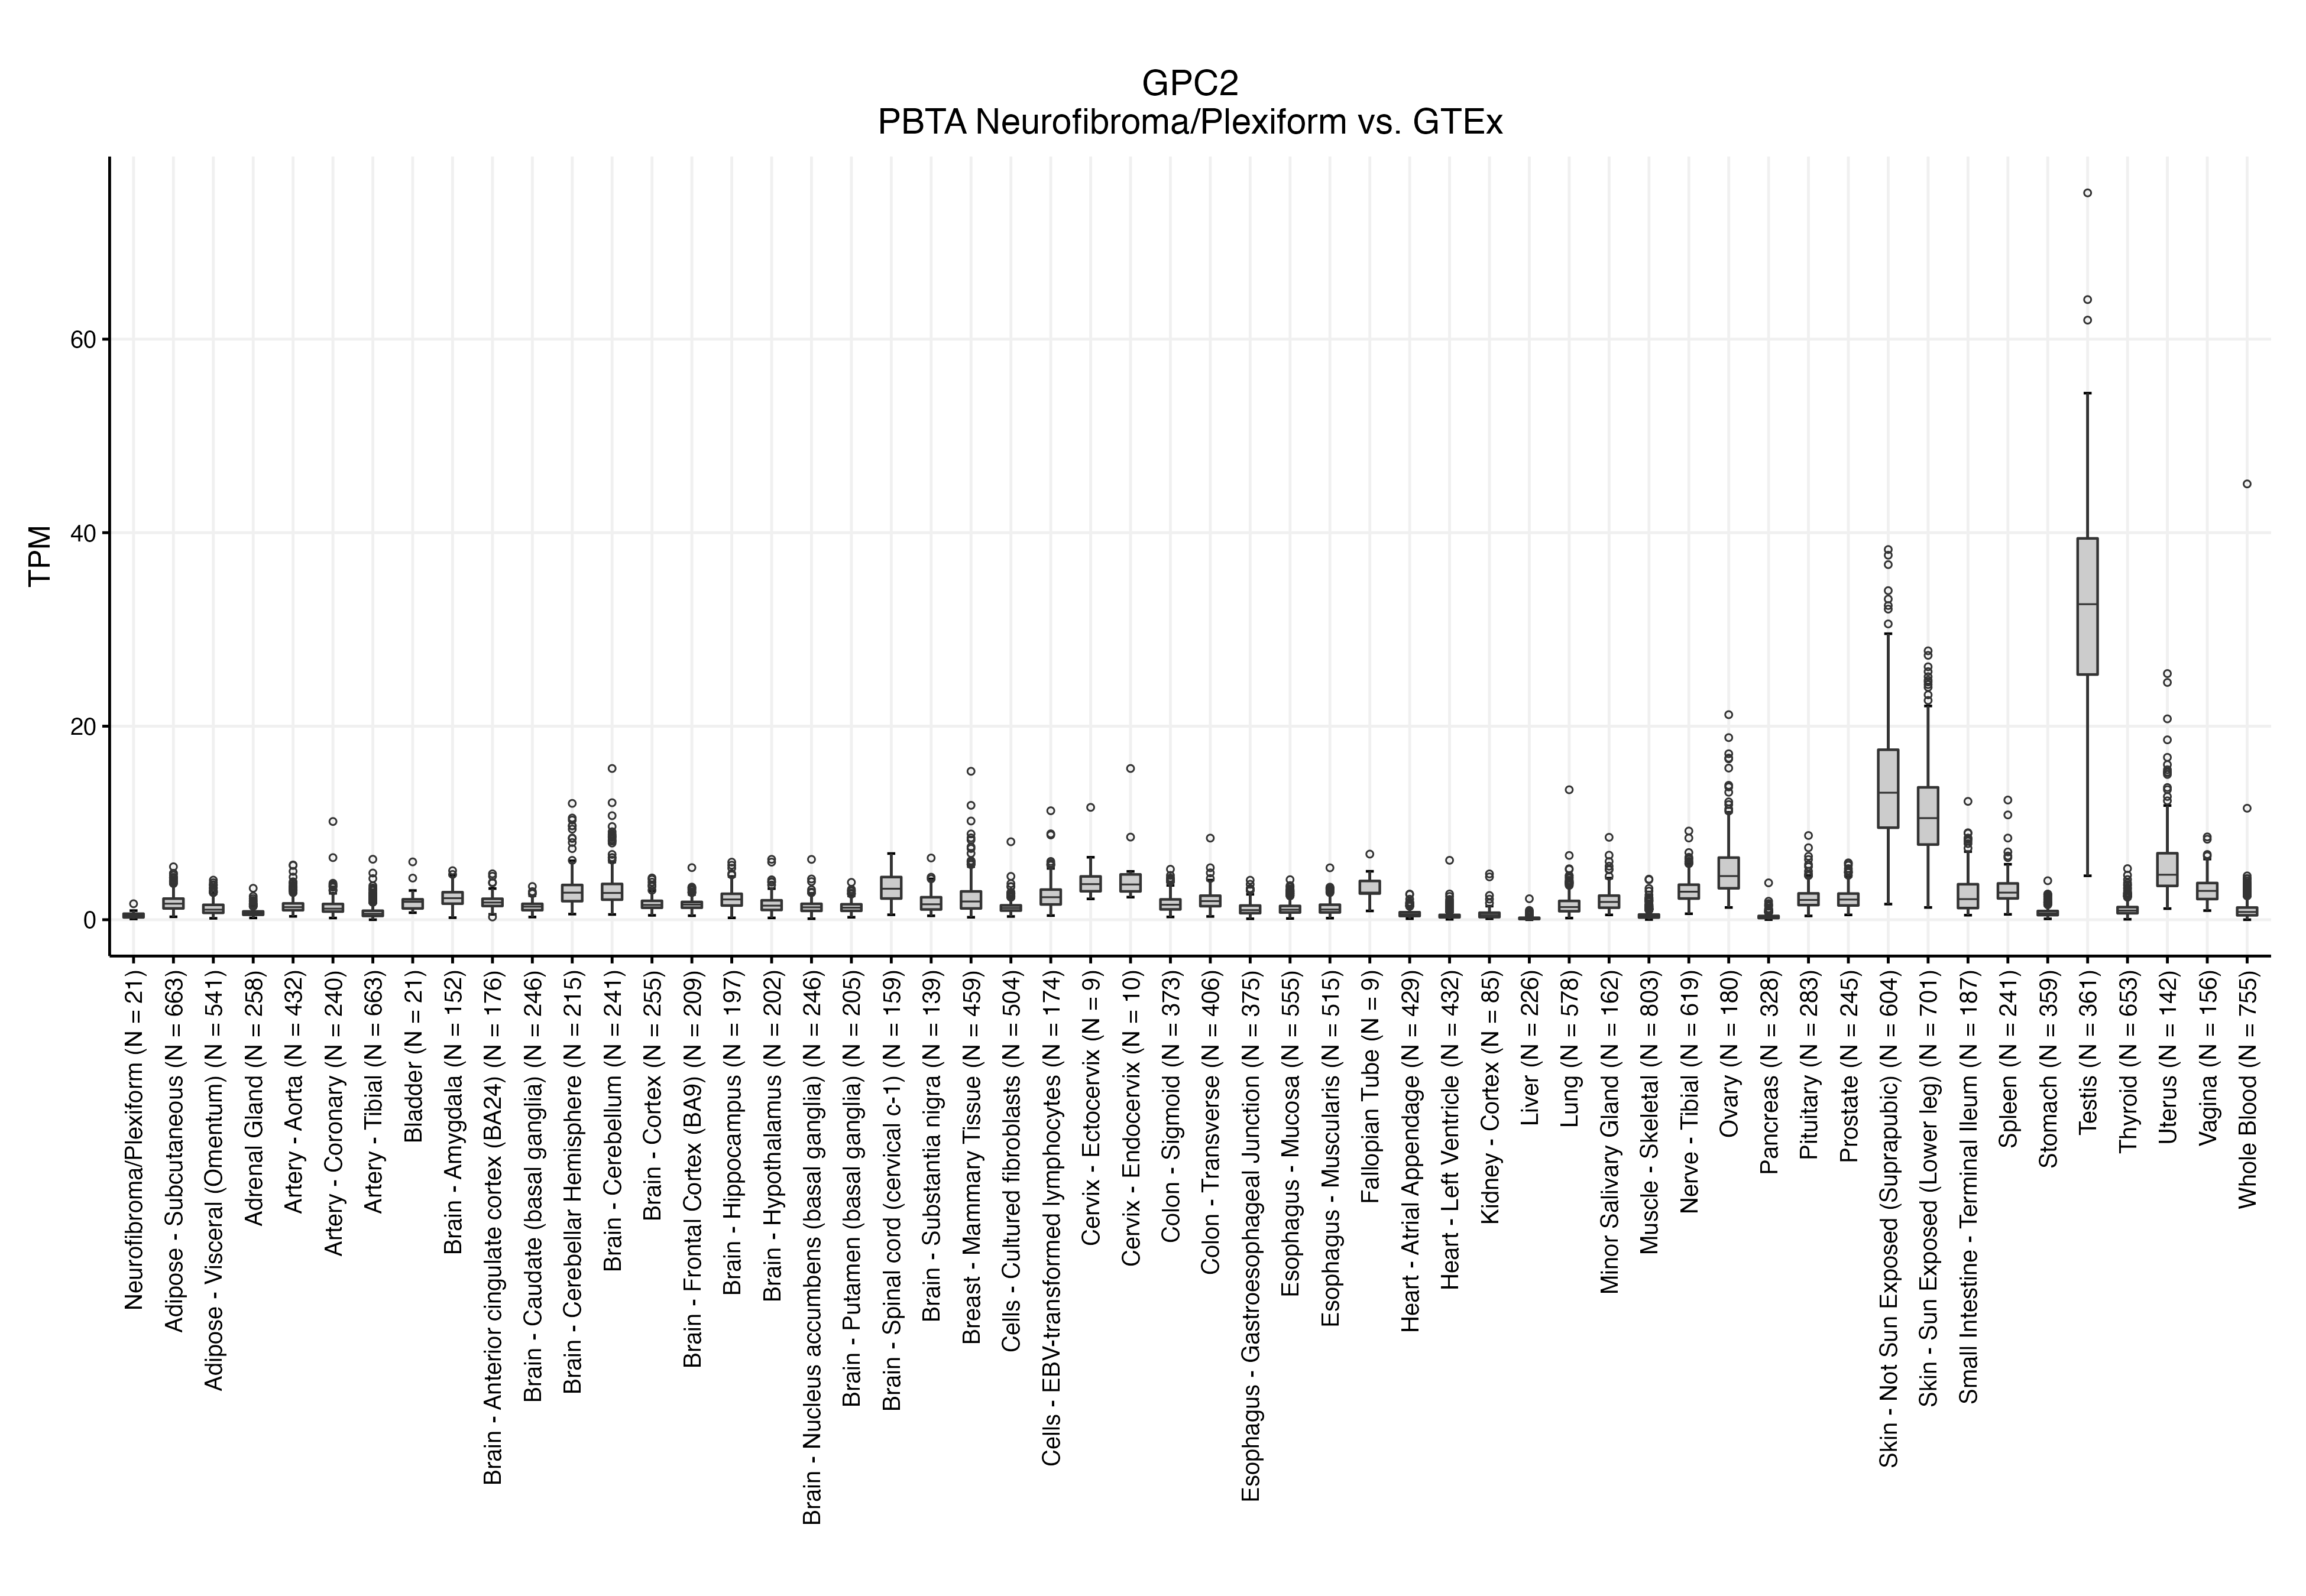 GPC2
PBTA Neurofibroma/Plexiform vs. GTEx
TPM
60
40
20
0
Neurofibroma/Plexiform (N = 21)
Adipose - Subcutaneous (N = 663)
Adipose - Visceral (Omentum) (N = 541)
Adrenal Gland (N = 258)
Artery - Aorta (N = 432)
Artery - Coronary (N = 240)
Artery - Tibial (N = 663)
Bladder (N = 21)
Brain - Amygdala (N = 152)
Brain - Anterior cingulate cortex (BA24) (N = 176)
Brain - Caudate (basal ganglia) (N = 246)
Brain - Cerebellar Hemisphere (N = 215)
Brain - Cerebellum (N = 241)
Brain - Cortex (N = 255)
Brain - Frontal Cortex (BA9) (N = 209)
Brain - Hippocampus (N = 197)
Brain - Hypothalamus (N = 202)
Brain - Nucleus accumbens (basal ganglia) (N = 246)
Brain - Putamen (basal ganglia) (N = 205)
Brain - Spinal cord (cervical c-1) (N = 159)
Brain - Substantia nigra (N = 139)
Breast - Mammary Tissue (N = 459)
Cells - Cultured fibroblasts (N = 504)
Cells - EBV-transformed lymphocytes (N = 174)
Cervix - Ectocervix (N = 9)
Cervix - Endocervix (N = 10)
Colon - Sigmoid (N = 373)
Colon - Transverse (N = 406)
Esophagus - Gastroesophageal Junction (N = 375)
Esophagus - Mucosa (N = 555)
Esophagus - Muscularis (N = 515)
Fallopian Tube (N = 9)
Heart - Atrial Appendage (N = 429)
Heart - Left Ventricle (N = 432)
Kidney - Cortex (N = 85)
Liver (N = 226)
Lung (N = 578)
Minor Salivary Gland (N = 162)
Muscle - Skeletal (N = 803)
Nerve - Tibial (N = 619)
Ovary (N = 180)
Pancreas (N = 328)
Pituitary (N = 283)
Prostate (N = 245)
Skin - Not Sun Exposed (Suprapubic) (N = 604)
Skin - Sun Exposed (Lower leg) (N = 701)
Small Intestine - Terminal Ileum (N = 187)
Spleen (N = 241)
Stomach (N = 359)
Testis (N = 361)
Thyroid (N = 653)
Uterus (N = 142)
Vagina (N = 156)
Whole Blood (N = 755)